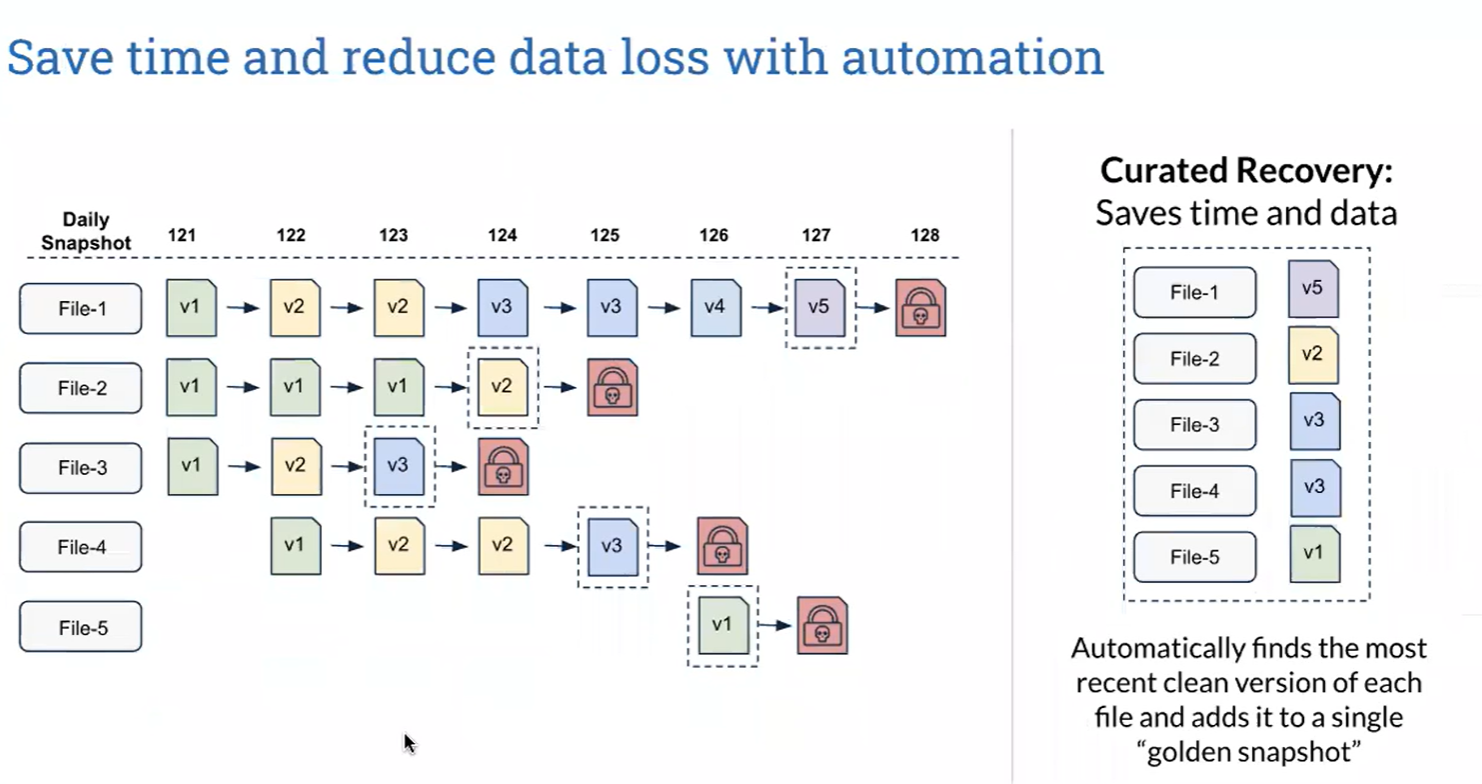 Save time and reduce data loss with automation
Daily
Snapshot 121 122 123 124 125 126 127 128
File-1 v1 v2 v2 v3 v3 v4 v5
File-2 v1 v1 v1 v2
File-3 v1 v2 v3
File-4 v1 v2 v2 v3
File-5 v1
Curated Recovery:
Saves time and data
File-1 v5
File-2 v2
File-3 v3
File-4 v3
File-5 v1
Automatically finds the most
recent clean version of each
file and adds it to a single
“golden snapshot”